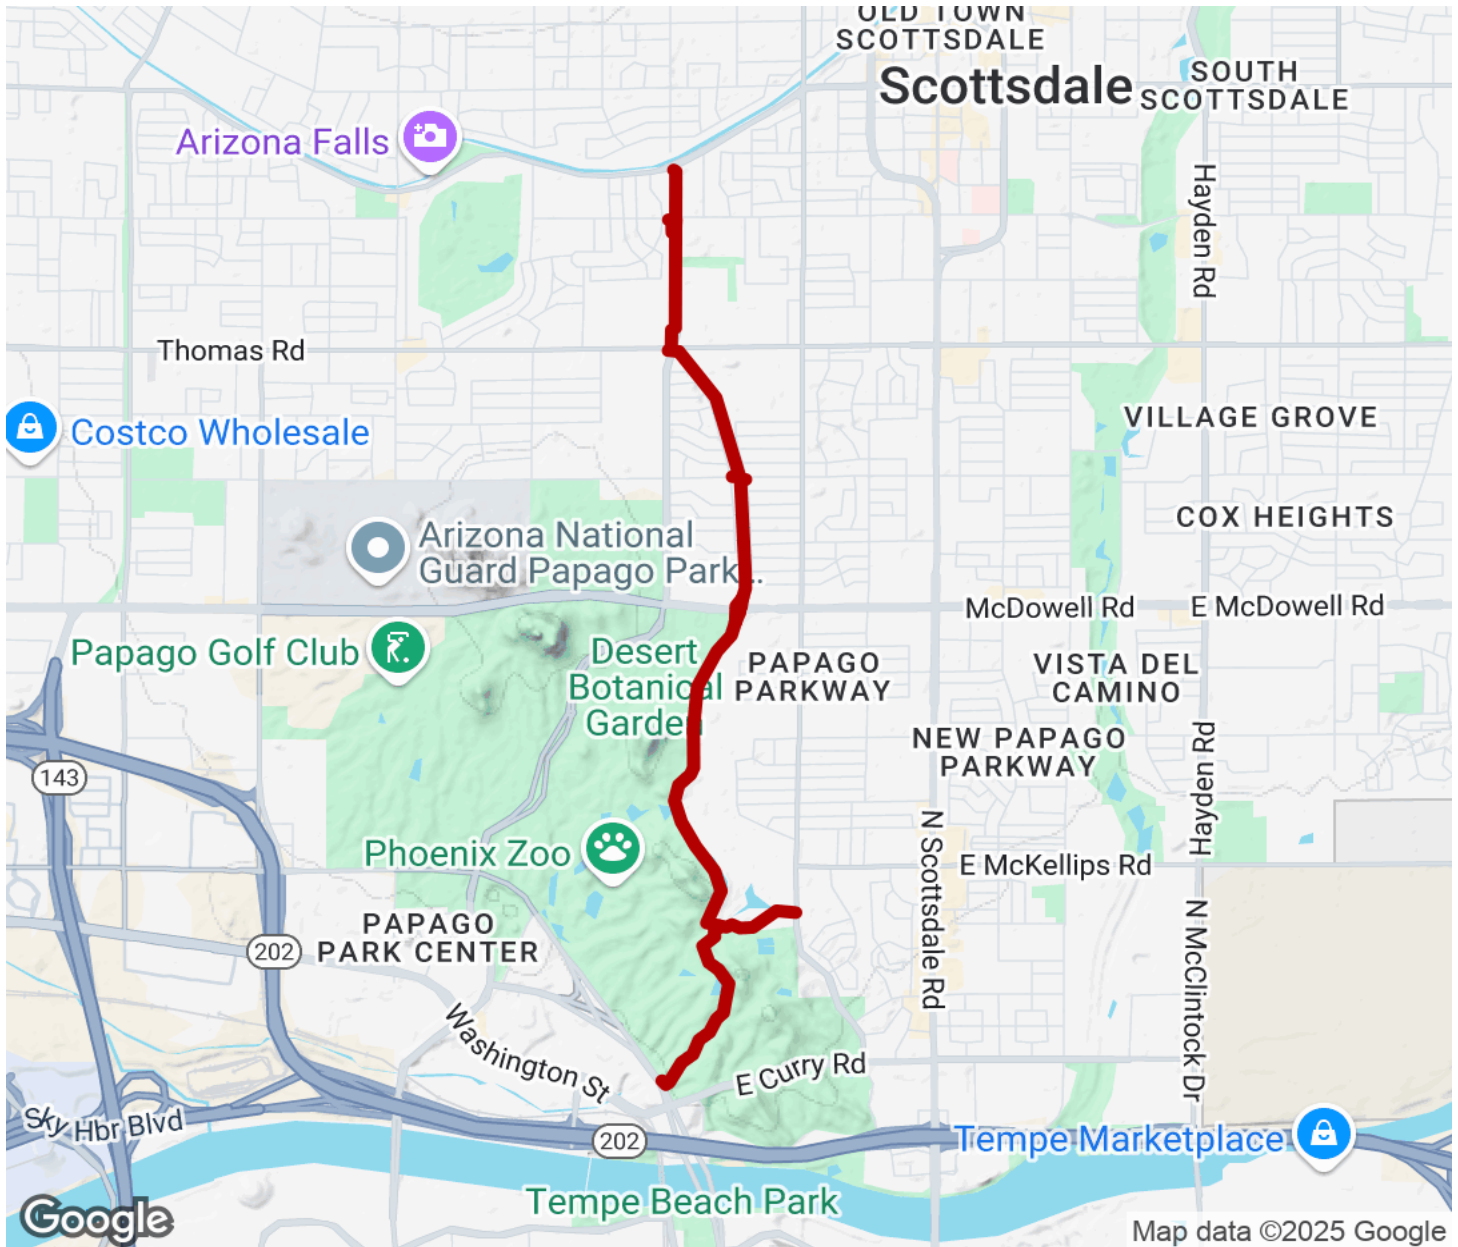 OLD TOWN
SCOTTSDALE
Scottsdale
SOUTH
SCOTTSDALE
Arizona Falls
Hayden Rd
Thomas Rd
VILLAGE GROVE
Costco Wholesale
COX HEIGHTS
Arizona National
Guard Papago Park...
McDowell Rd
E McDowell Rd
Papago Golf Club
Desert
Botanical
Garden
PAPAGO
PARKWAY
VISTA DEL
CAMINO
NEW PAPAGO
PARKWAY
Hayden Rd
143
N Scottsdale Rd
Phoenix Zoo
E McKellips Rd
PAPAGO
PARK CENTER
202
N McClintock Dr
Washington St
E Curry Rd
Sky Hbr Blvd
202
Tempe Marketplace
Tempe Beach Park
Google
Map data ©2025 Google